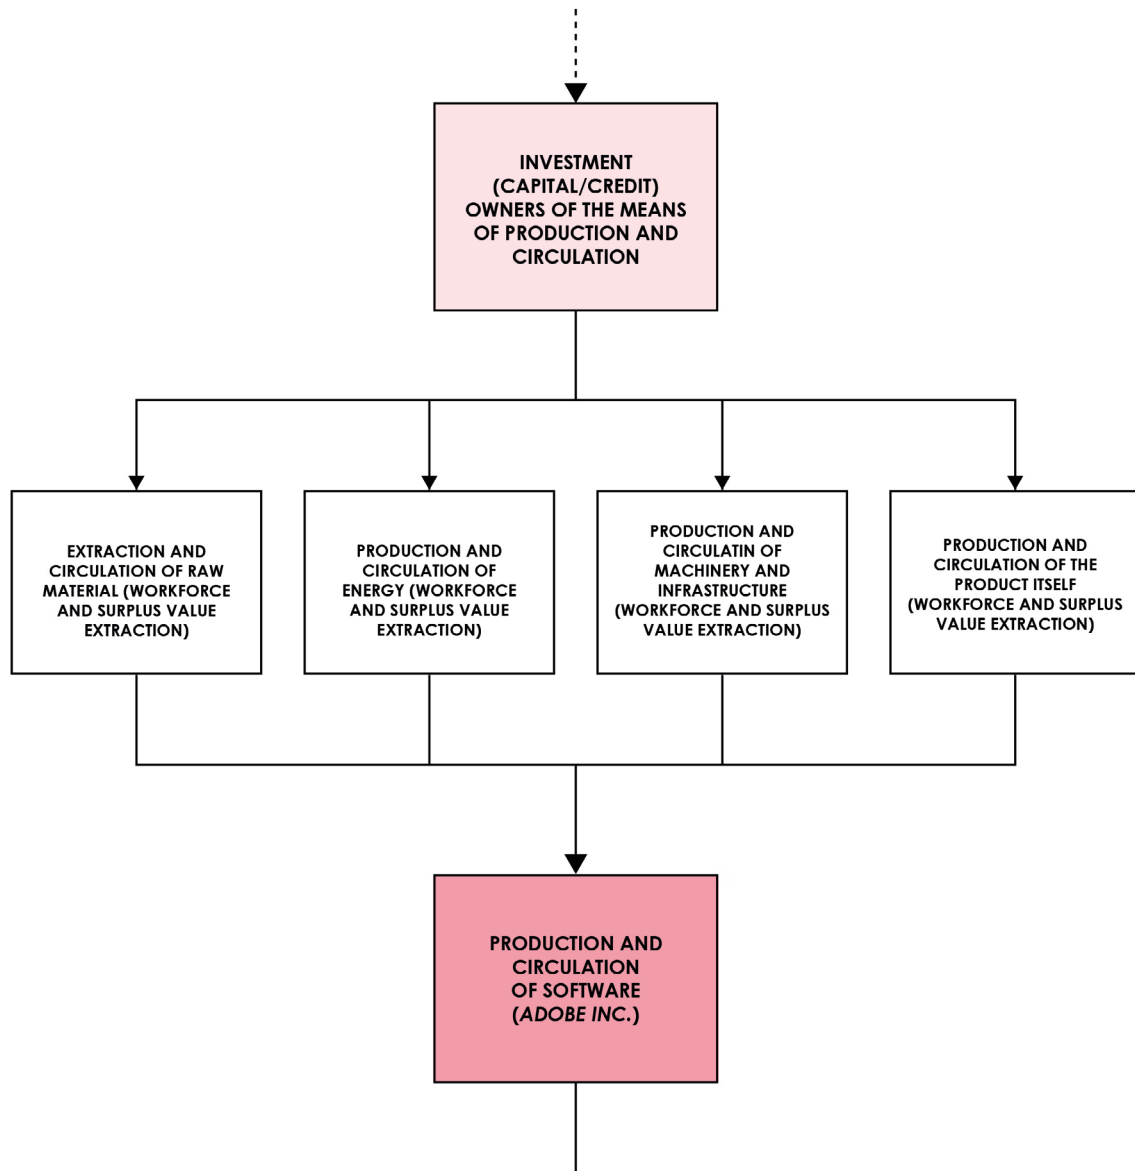 INVESTMENT
(CAPITAL/CREDIT)
OWNERS OF THE MEANS
OF PRODUCTION AND
CIRCULATION
EXTRACTION AND
CIRCULATION OF RAW
MATERIAL (WORKFORCE
AND SURPLUS VALUE
EXTRACTION)
PRODUCTION AND
CIRCULATION OF
ENERGY (WORKFORCE
AND SURPLUS VALUE
EXTRACTION)
PRODUCTION AND
CIRCULATIN OF
MACHINERY AND
INFRASTRUCTURE
(WORKFORCE AND SURPLUS
VALUE EXTRACTION)
PRODUCTION AND
CIRCULATION OF THE
PRODUCT ITSELF
(WORKFORCE AND SURPLUS
VALUE EXTRACTION)
PRODUCTION AND
CIRCULATION
OF SOFTWARE
(ADOBE INC.)